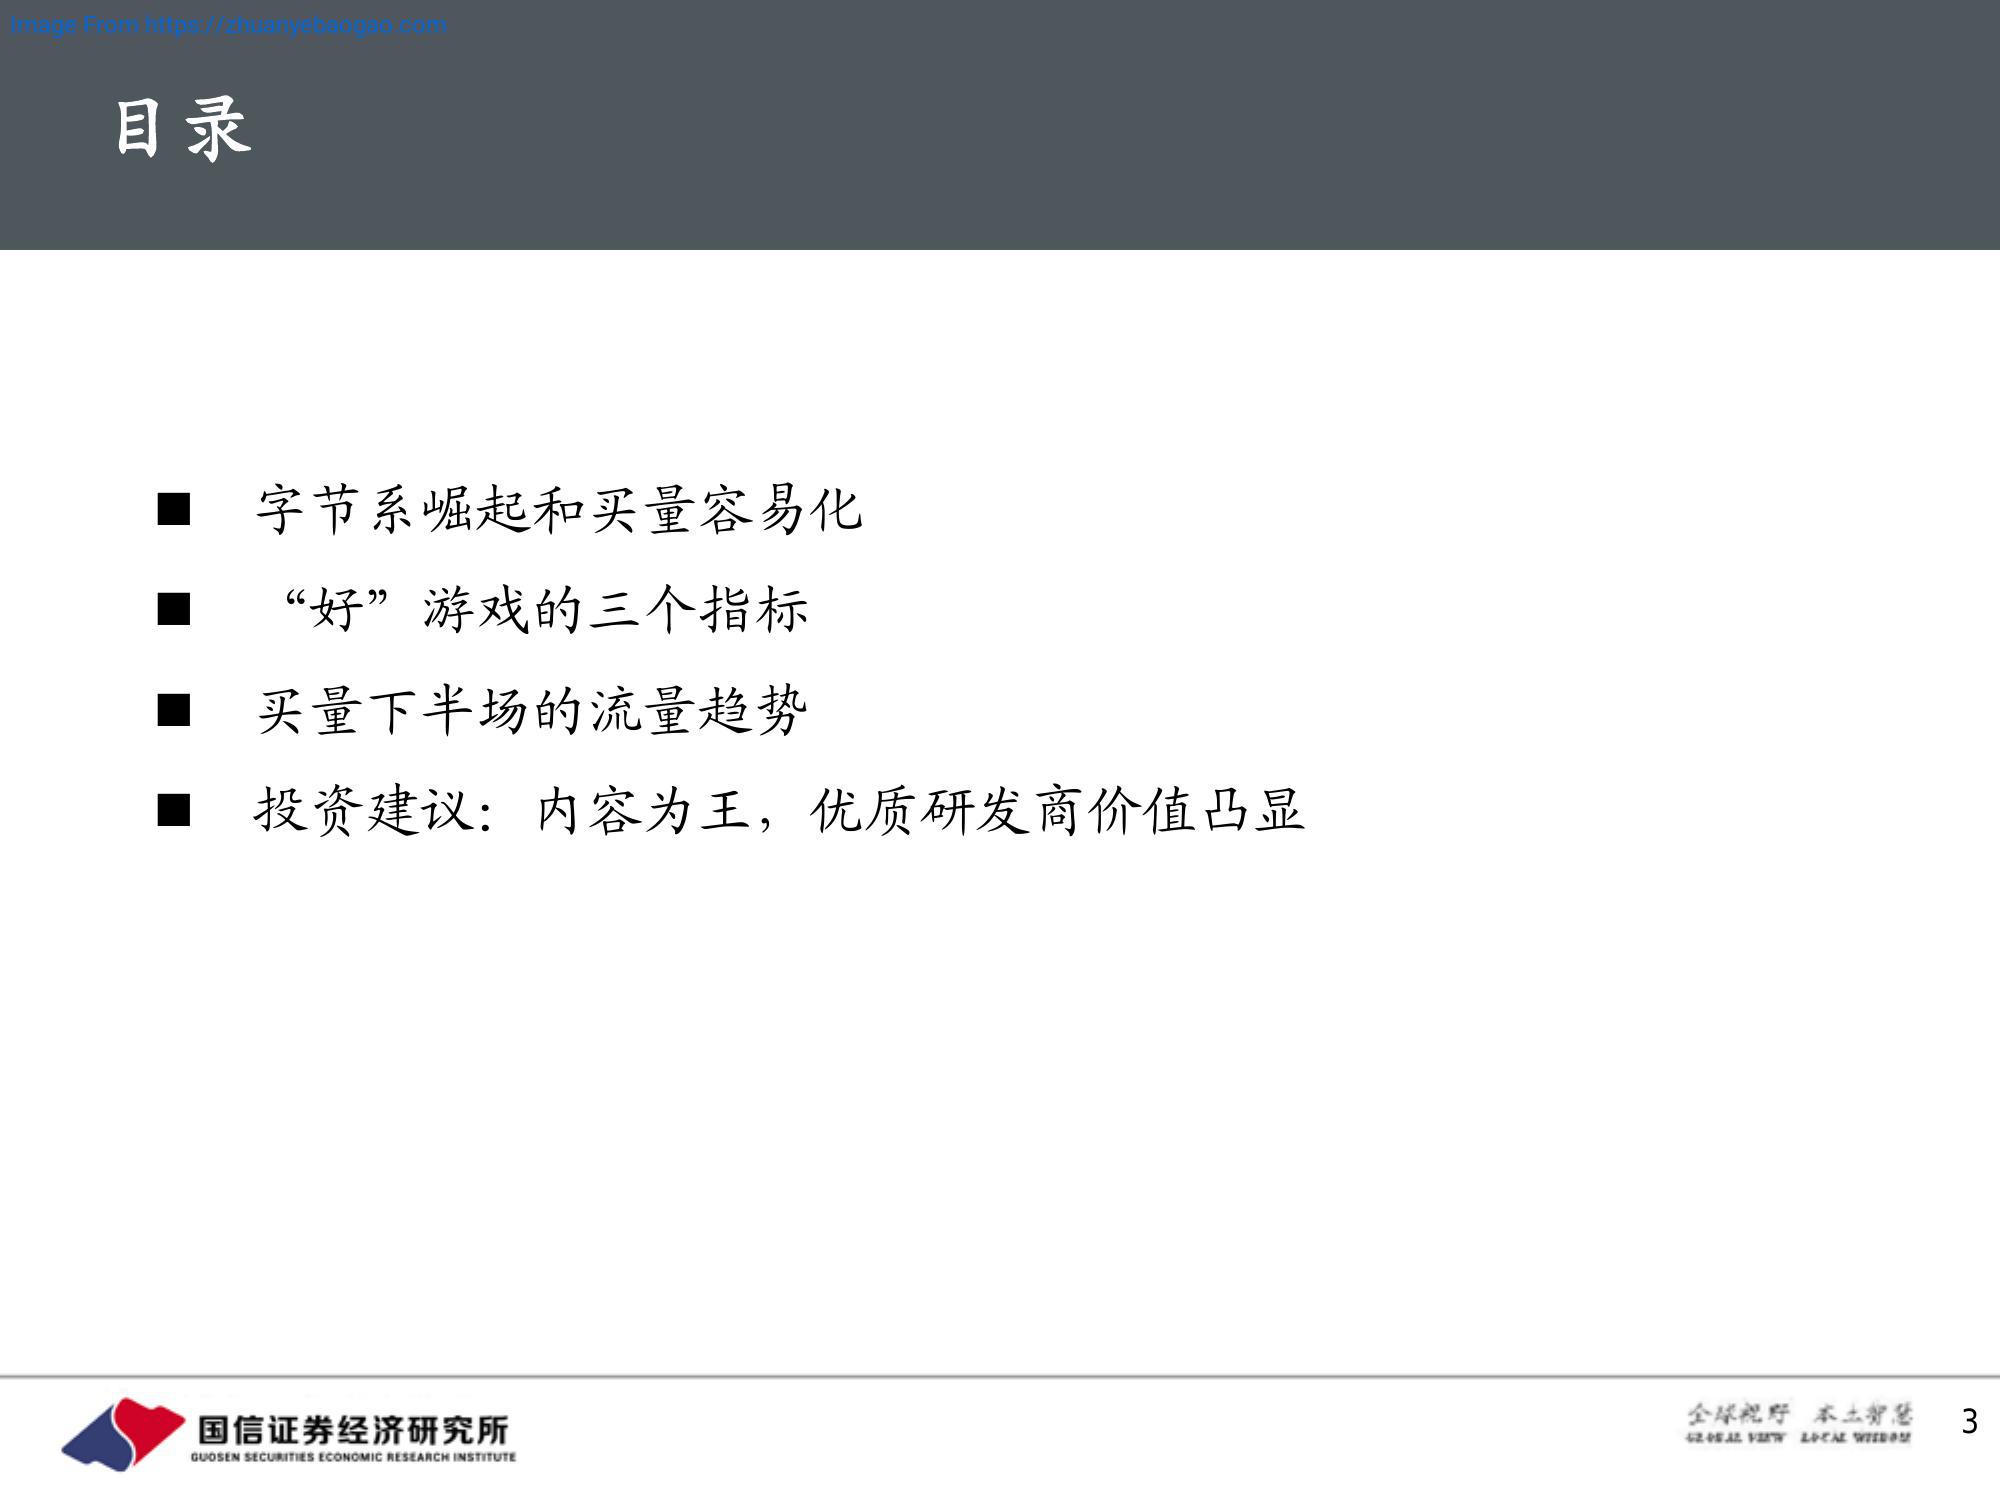 Image From https://zhuanyebaogao.com
目录
■ 字节系崛起和买量容易化
■ “好”游戏的三个指标
■ 买量下半场的流量趋势
■ 投资建议：内容为王，优质研发商价值凸显
国信证券经济研究所
GUOSEN SECURITIES ECONOMIC RESEARCH INSTITUTE
全球视野 本土智慧
GLOBAL VIEW LOCAL WISDOM
3